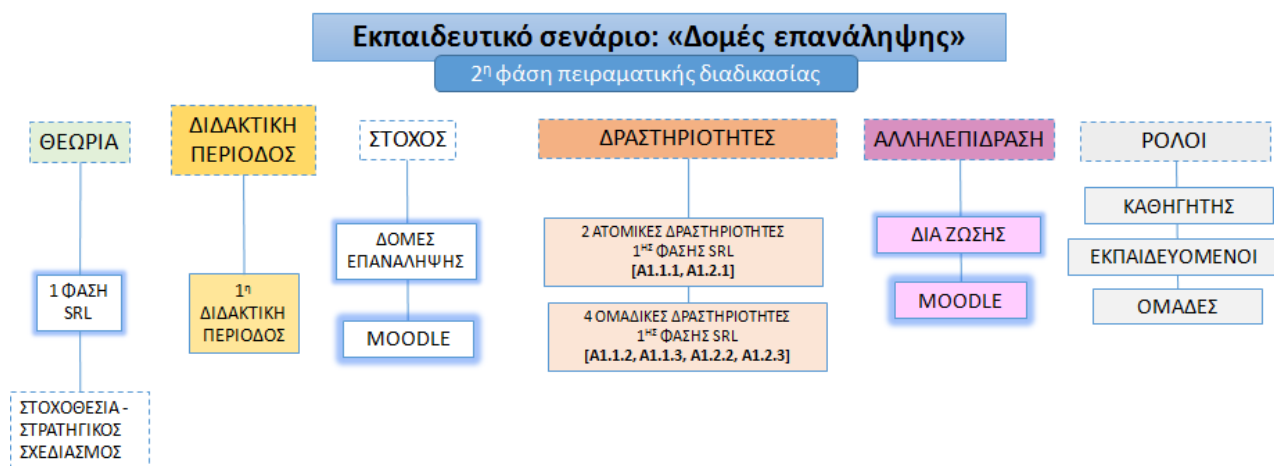 Εκπαιδευτικό σενάριο: «Δομές επανάληψης»
2η φάση πειραματικής διαδικασίας
ΘΕΩΡΙΑ
1 ΦΑΣΗ
SRL
ΣΤΟΧΟΘΕΣΙΑ -
ΣΤΡΑΤΗΓΙΚΟΣ
ΣΧΕΔΙΑΣΜΟΣ
ΔΙΔΑΚΤΙΚΗ
ΠΕΡΙΟΔΟΣ
1η
ΔΙΔΑΚΤΙΚΗ
ΠΕΡΙΟΔΟΣ
ΣΤΟΧΟΣ
ΔΟΜΕΣ
ΕΠΑΝΑΛΗΨΗΣ
MOODLE
ΔΡΑΣΤΗΡΙΟΤΗΤΕΣ
2 ΑΤΟΜΙΚΕΣ ΔΡΑΣΤΗΡΙΟΤΗΤΕΣ
1ΗΣ ΦΑΣΗΣ SRL
[Α1.1.1, Α1.2.1]
4 ΟΜΑΔΙΚΕΣ ΔΡΑΣΤΗΡΙΟΤΗΤΕΣ
1ΗΣ ΦΑΣΗΣ SRL
[Α1.1.2, Α1.1.3, Α1.2.2, Α1.2.3]
ΑΛΛΗΛΕΠΙΔΡΑΣΗ
ΔΙΑ ΖΩΣΗΣ
MOODLE
ΡΟΛΟΙ
ΚΑΘΗΓΗΤΗΣ
ΕΚΠΑΙΔΕΥΟΜΕΝΟΙ
ΟΜΑΔΕΣ